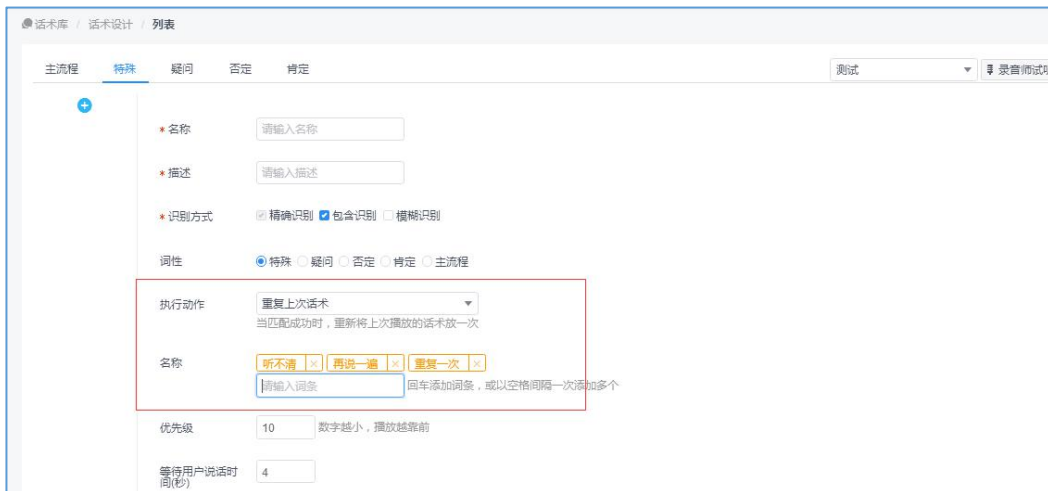 话术库 / 话术设计 / 列表
主流程 特殊 疑问 否定 肯定 测试 录音师试听
* 名称 请输入名称
* 描述 请输入描述
* 识别方式 精确识别 包含识别 模糊识别
词性 特殊 疑问 否定 肯定 主流程
执行动作 重复上次话术
当匹配成功时，重新将上次播放的话术放一次
名称 听不清 × 再说一遍 × 重复一次 ×
请输入词条 回车添加词条，或以空格间隔一次添加多个
优先级 10 数字越小，播放越靠前
等待用户说话时 4
间(秒)